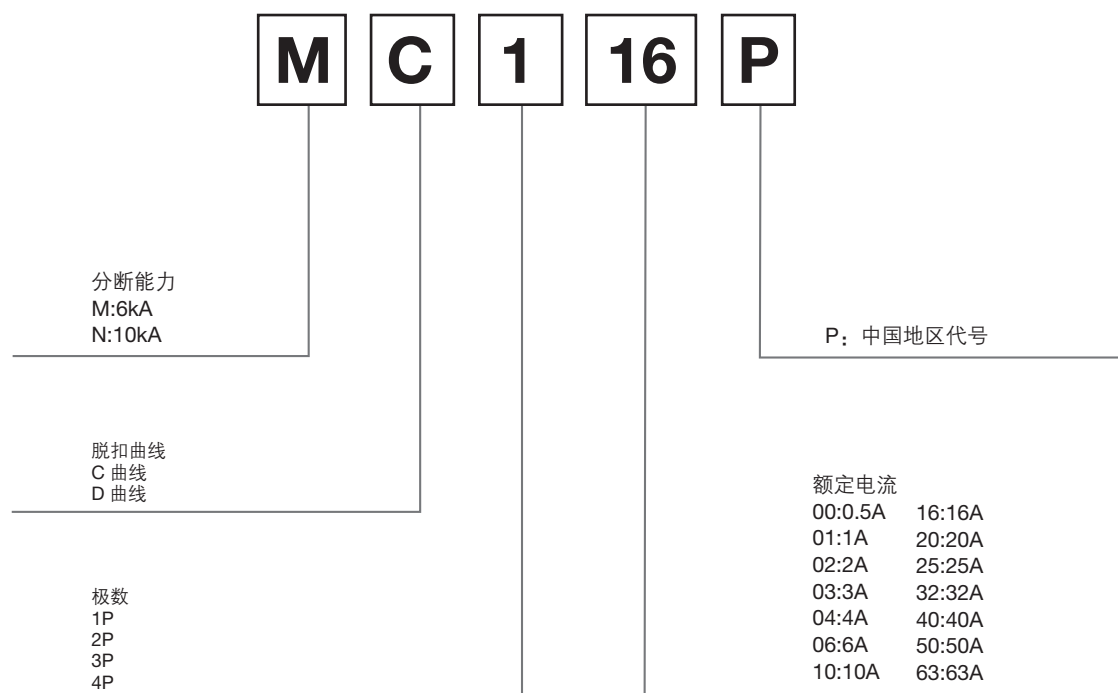 M C 1 16 P
分断能力
M:6kA
N:10kA
P：中国地区代号
脱扣曲线
C 曲线
D 曲线
额定电流
00:0.5A 16:16A
01:1A 20:20A
02:2A 25:25A
03:3A 32:32A
04:4A 40:40A
06:6A 50:50A
10:10A 63:63A
极数
1P
2P
3P
4P